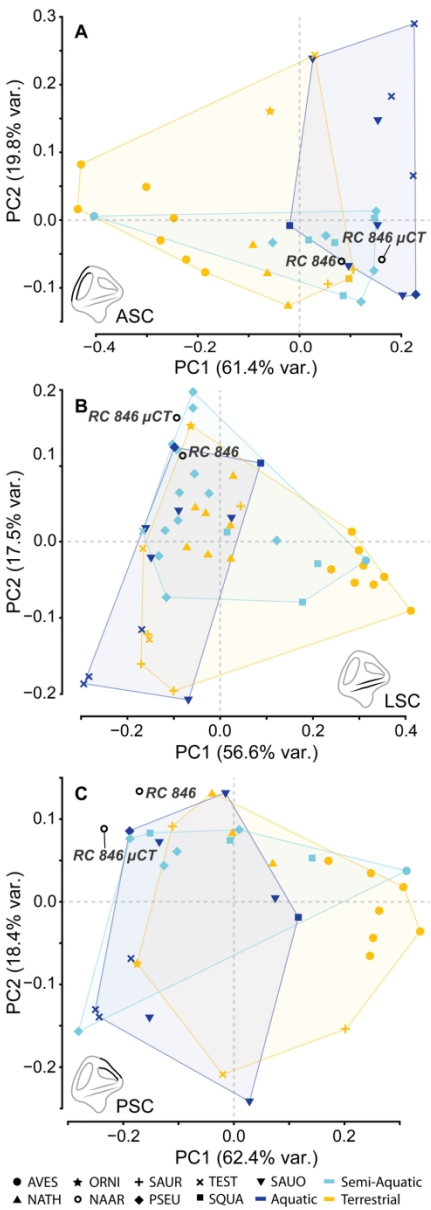 A
0.3
0.2
0.1
0.0
−0.1
PC2 (19.8% var.)
RC 846 µCT
RC 846
ASC
−0.4
0.0
0.2
PC1 (61.4% var.)
B
0.2
0.1
0.0
−0.1
−0.2
PC2 (17.5% var.)
RC 846 µCT
RC 846
LSC
−0.2
0.0
0.2
0.4
PC1 (56.6% var.)
C
0.1
0.0
−0.1
−0.2
PC2 (18.4% var.)
RC 846
RC 846 µCT
PSC
−0.2
0.0
0.2
PC1 (62.4% var.)
AVES ORNI SAUR TEST SAUO Semi-Aquatic
NATH NAAR PSEU SQUA Aquatic Terrestrial